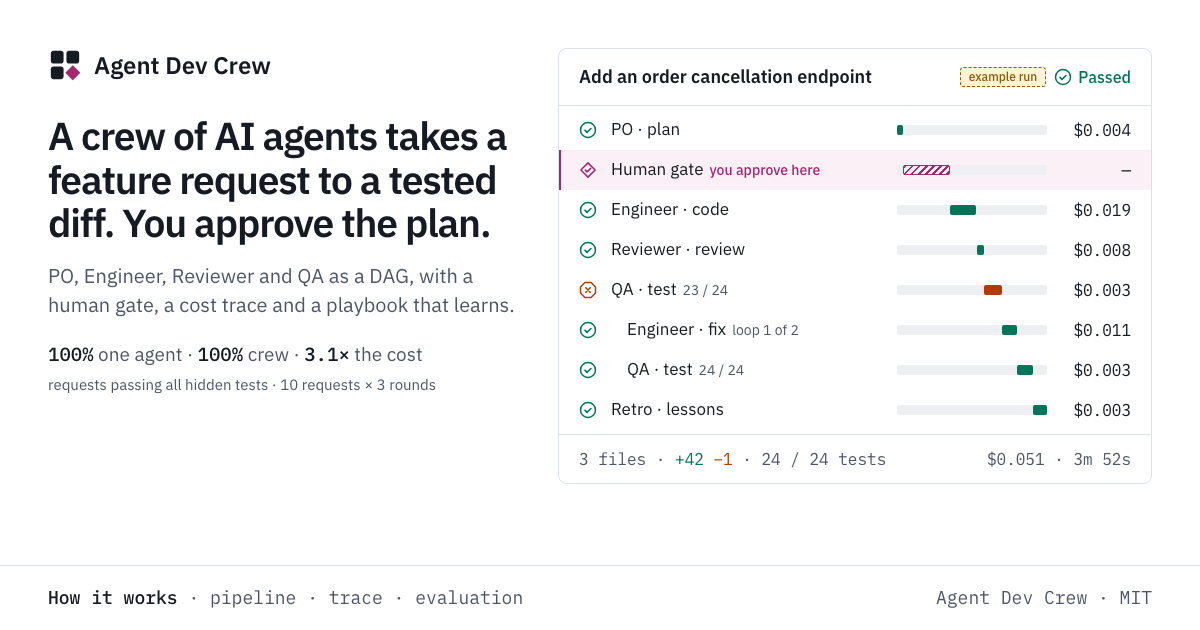 Agent Dev Crew
A crew of AI agents takes a
feature request to a tested
diff. You approve the plan.
PO, Engineer, Reviewer and QA as a DAG, with a
human gate, a cost trace and a playbook that learns.
100% one agent · 100% crew · 3.1× the cost
requests passing all hidden tests · 10 requests × 3 rounds
Add an order cancellation endpoint example run Passed
PO · plan $0.004
Human gate you approve here –
Engineer · code $0.019
Reviewer · review $0.008
QA · test 23 / 24 $0.003
Engineer · fix loop 1 of 2 $0.011
QA · test 24 / 24 $0.003
Retro · lessons $0.003
3 files · +42 −1 · 24 / 24 tests $0.051 · 3m 52s
How it works · pipeline · trace · evaluation
Agent Dev Crew · MIT